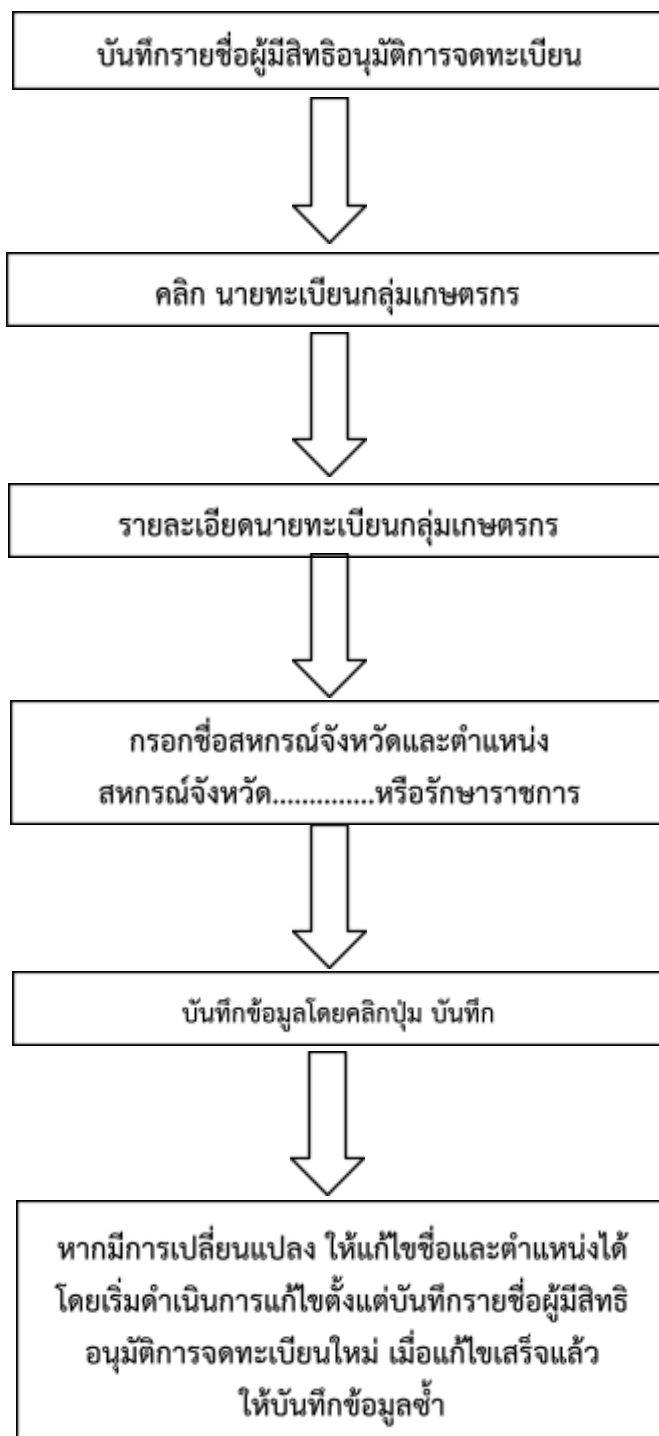 บันทึกรายชื่อผู้มีสิทธิอนุมัติการจดทะเบียน
คลิก นายทะเบียนกลุ่มเกษตรกร
รายละเอียดนายทะเบียนกลุ่มเกษตรกร
กรอกชื่อสหกรณ์จังหวัดและตำแหน่ง
สหกรณ์จังหวัด..............หรือรักษาราชการ
บันทึกข้อมูลโดยคลิกปุ่ม บันทึก
หากมีการเปลี่ยนแปลง ให้แก้ไขชื่อและตำแหน่งได้
โดยเริ่มดำเนินการแก้ไขตั้งแต่บันทึกรายชื่อผู้มีสิทธิ
อนุมัติการจดทะเบียนใหม่ เมื่อแก้ไขเสร็จแล้ว
ให้บันทึกข้อมูลซ้ำ